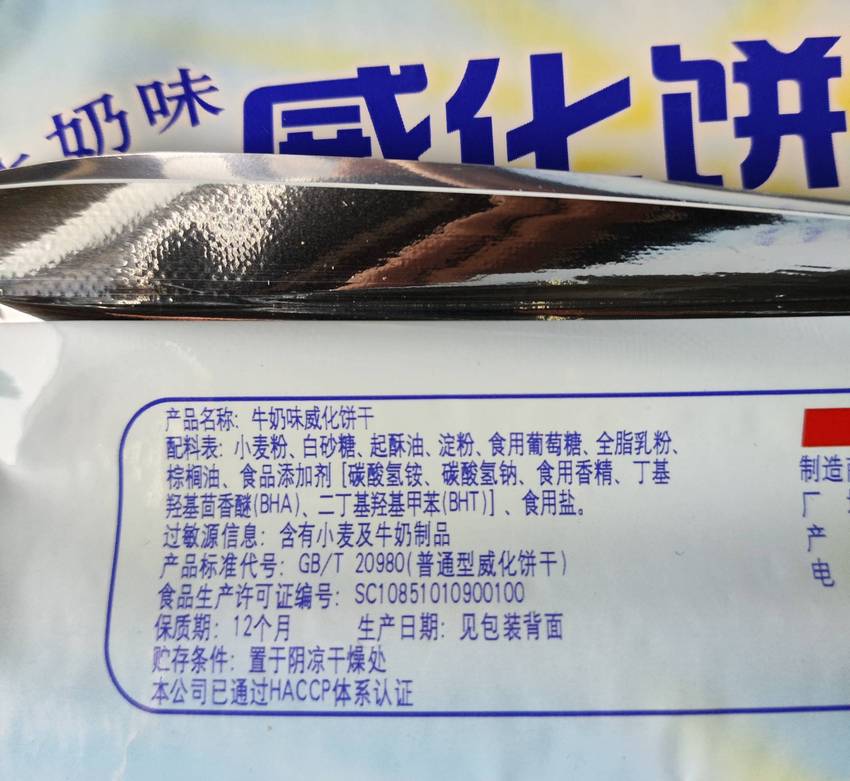 牛奶味
威化饼
产品名称: 牛奶味威化饼干
配料表: 小麦粉、白砂糖、起酥油、淀粉、食用葡萄糖、全脂乳粉、
棕榈油、食品添加剂 [碳酸氢铵、碳酸氢钠、食用香精、丁基
羟基茴香醚(BHA)、二丁基羟基甲苯(BHT)] 、食用盐。
过敏源信息: 含有小麦及牛奶制品
产品标准代号: GB/T 20980(普通型威化饼干)
食品生产许可证编号: SC10851010900100
保质期: 12个月 生产日期: 见包装背面
贮存条件: 置于阴凉干燥处
本公司已通过HACCP体系认证
制造
厂
产
电